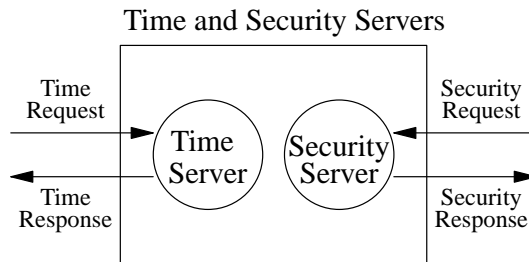 Time and Security Servers
Time
Request
Security
Request
Time
Server
Security
Server
Time
Response
Security
Response